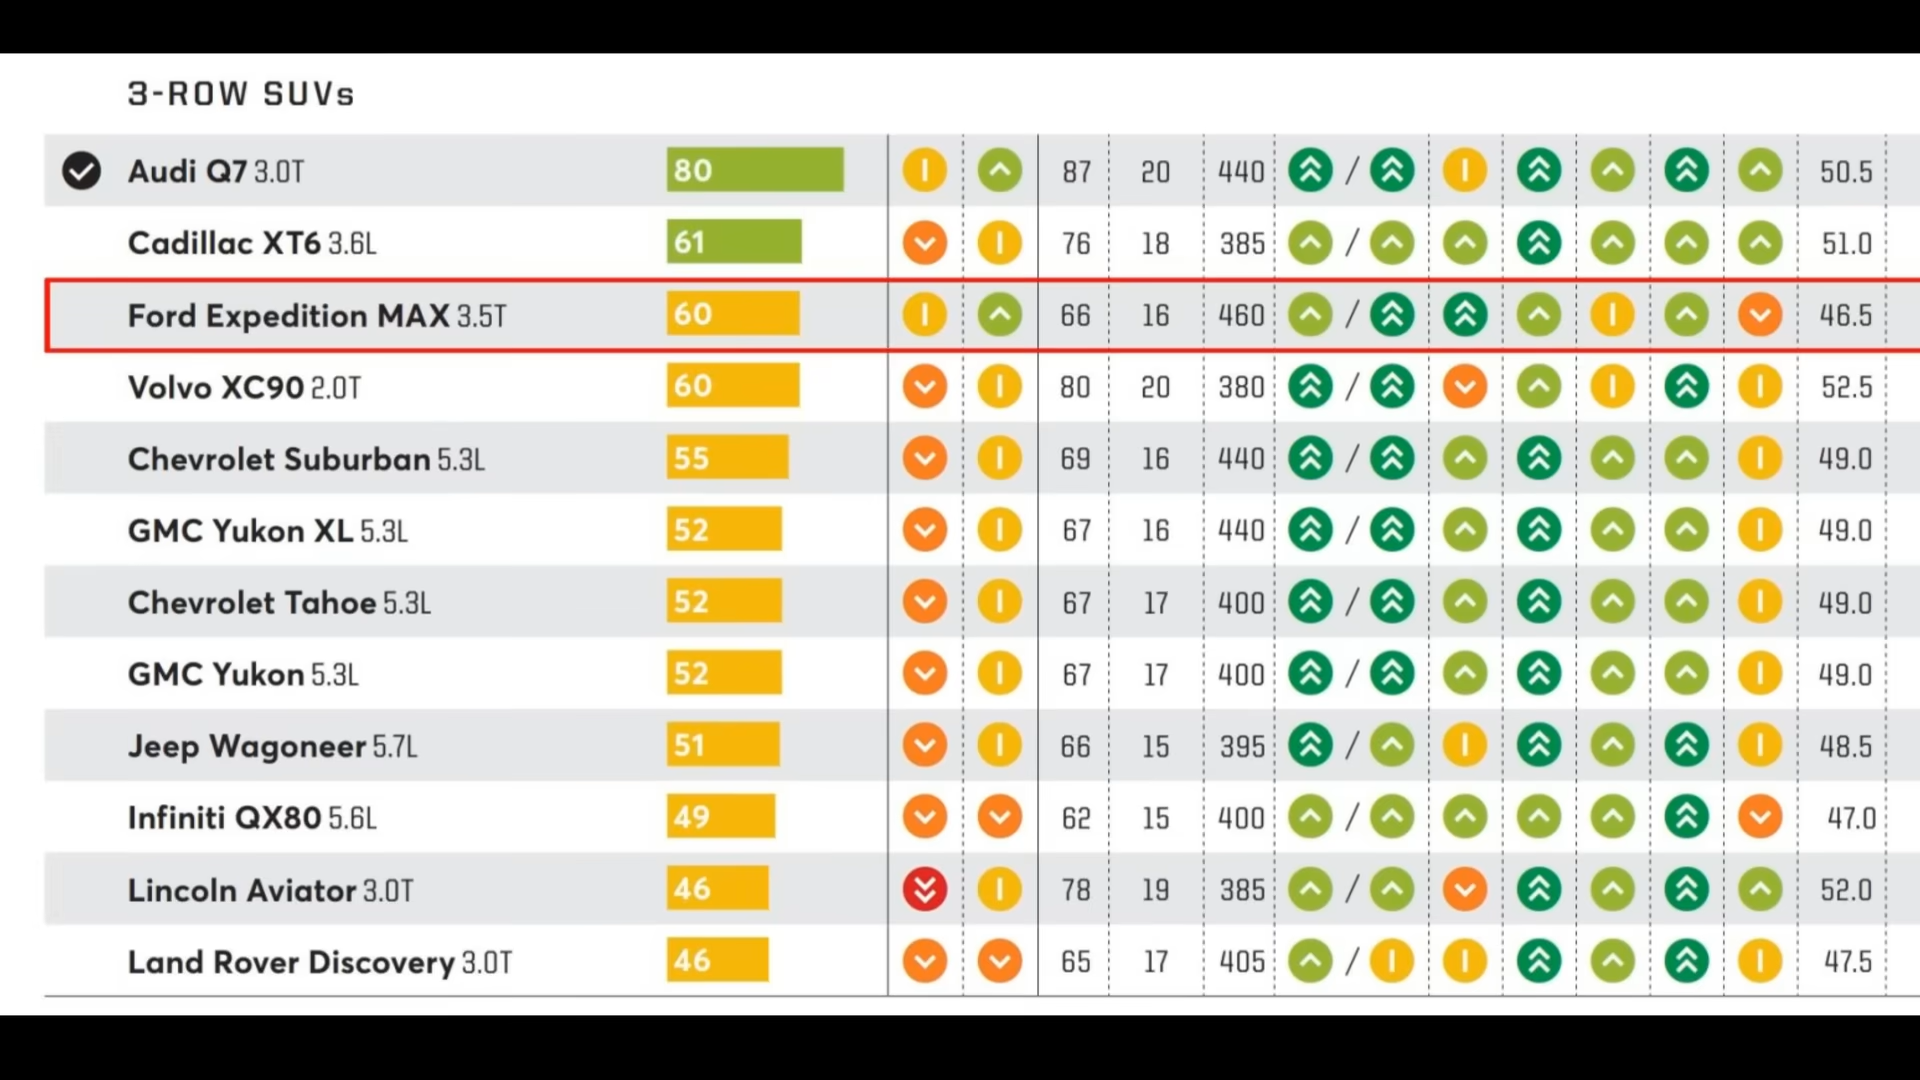 3-ROW SUVs
Audi Q7 3.0T 80 87 20 440 / 50.5
Cadillac XT6 3.6L 61 76 18 385 / 51.0
Ford Expedition MAX 3.5T 60 66 16 460 / 46.5
Volvo XC90 2.0T 60 80 20 380 / 52.5
Chevrolet Suburban 5.3L 55 69 16 440 / 49.0
GMC Yukon XL 5.3L 52 67 16 440 / 49.0
Chevrolet Tahoe 5.3L 52 67 17 400 / 49.0
GMC Yukon 5.3L 52 67 17 400 / 49.0
Jeep Wagoneer 5.7L 51 66 15 395 / 48.5
Infiniti QX80 5.6L 49 62 15 400 / 47.0
Lincoln Aviator 3.0T 46 78 19 385 / 52.0
Land Rover Discovery 3.0T 46 65 17 405 / 47.5